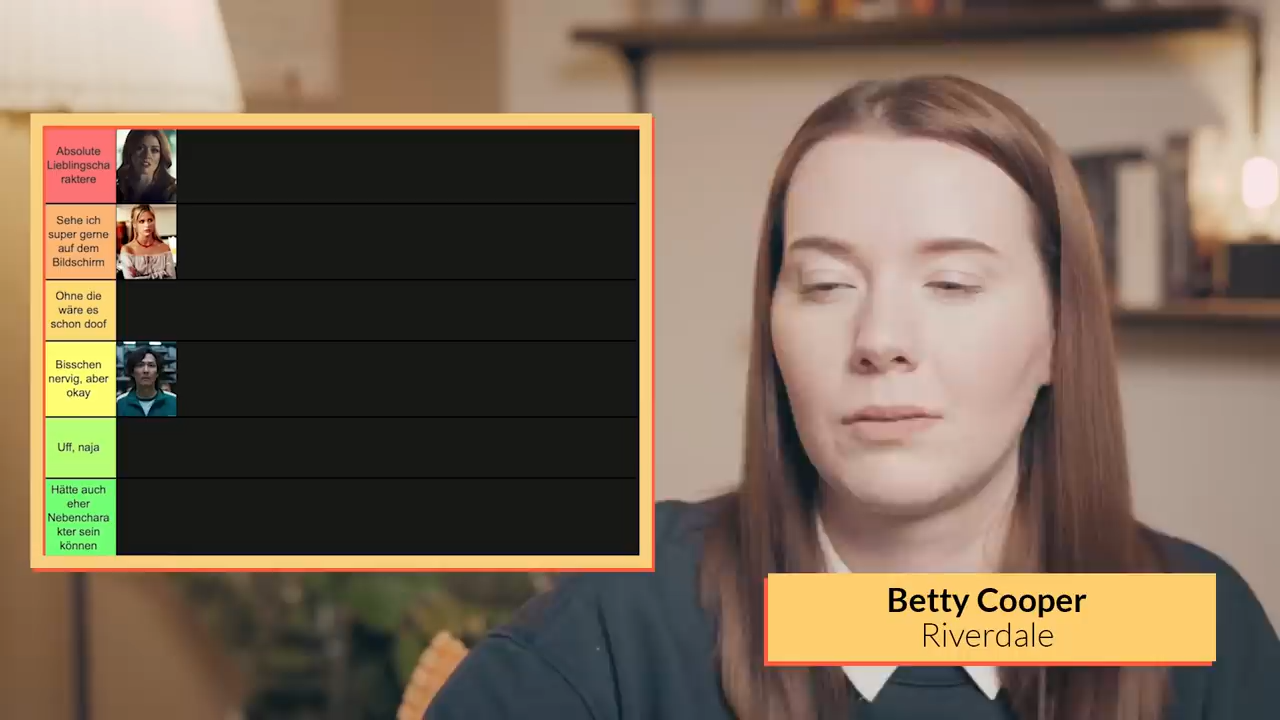 Absolute
Lieblingscha
raktere
Sehe ich
super gerne
auf dem
Bildschirm
Ohne die
wäre es
schon doof
Bisschen
nervig, aber
okay
Uff, naja
Hätte auch
eher
Nebenchara
kter sein
können
Betty Cooper
Riverdale